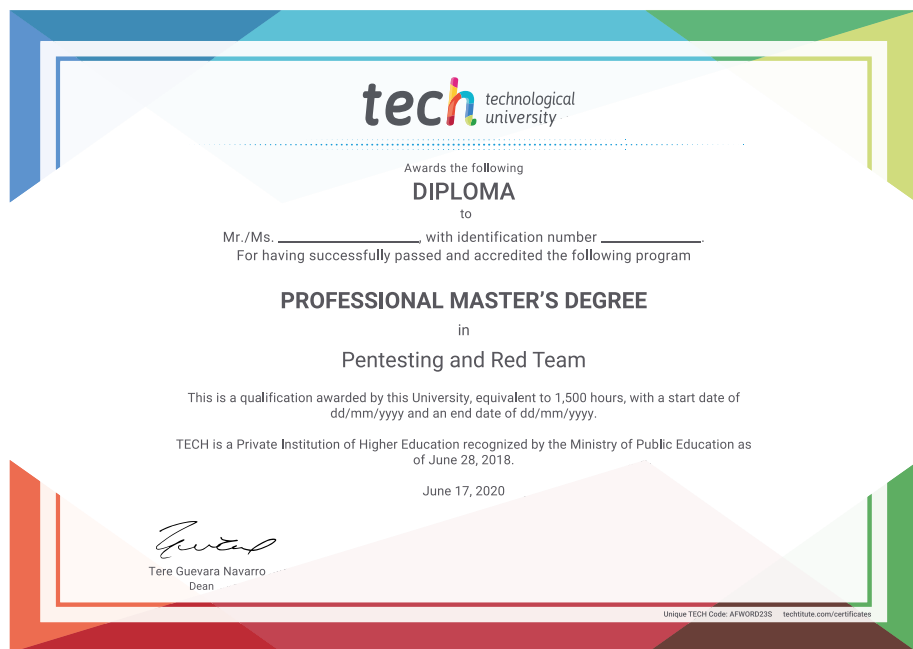 tech technological
university
Awards the following
DIPLOMA
to
Mr./Ms. ____________________, with identification number ______________.
For having successfully passed and accredited the following program
PROFESSIONAL MASTER’S DEGREE
in
Pentesting and Red Team
This is a qualification awarded by this University, equivalent to 1,500 hours, with a start date of
dd/mm/yyyy and an end date of dd/mm/yyyy.
TECH is a Private Institution of Higher Education recognized by the Ministry of Public Education as
of June 28, 2018.
June 17, 2020
Tere Guevara Navarro
Dean
Unique TECH Code: AFWORD23S techtitute.com/certificates